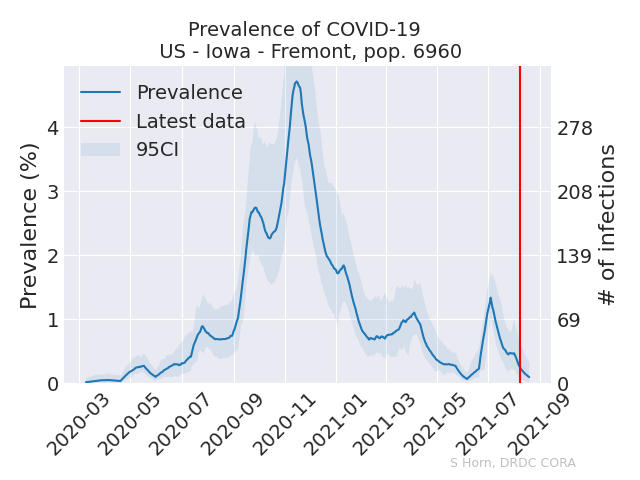 Prevalence of COVID-19
US - Iowa - Fremont, pop. 6960
Prevalence
Latest data
95CI
Prevalence (%)
4
3
2
1
0
278
208
139
69
0
# of infections
2020-03
2020-05
2020-07
2020-09
2020-11
2021-01
2021-03
2021-05
2021-07
2021-09
S Horn, DRDC CORA